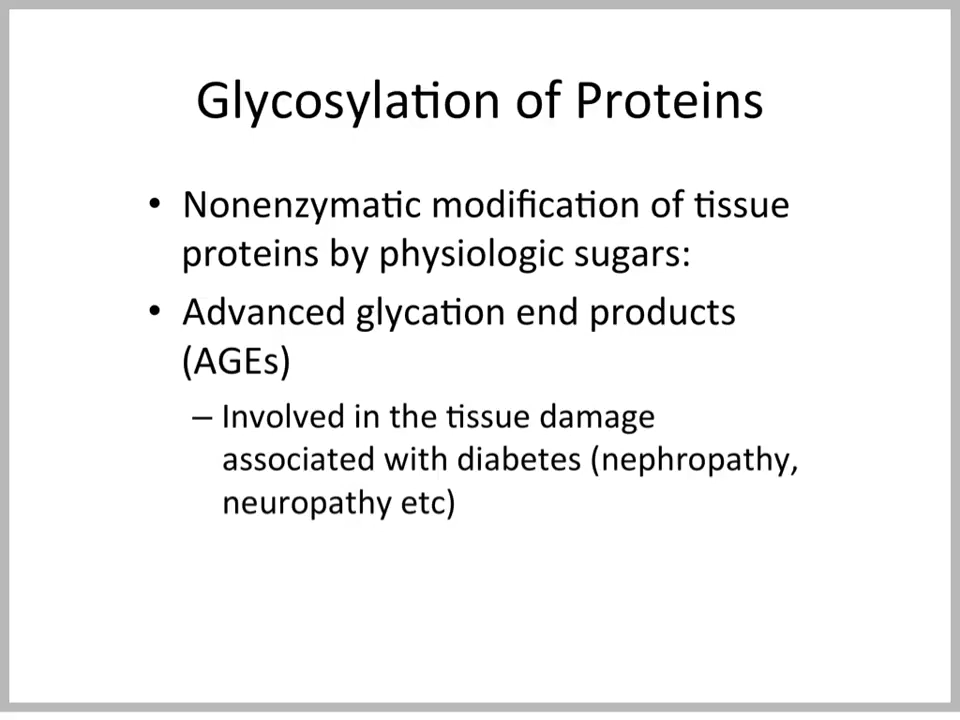 Glycosylation of Proteins
• Nonenzymatic modification of tissue
proteins by physiologic sugars:
• Advanced glycation end products
(AGEs)
– Involved in the tissue damage
associated with diabetes (nephropathy,
neuropathy etc)